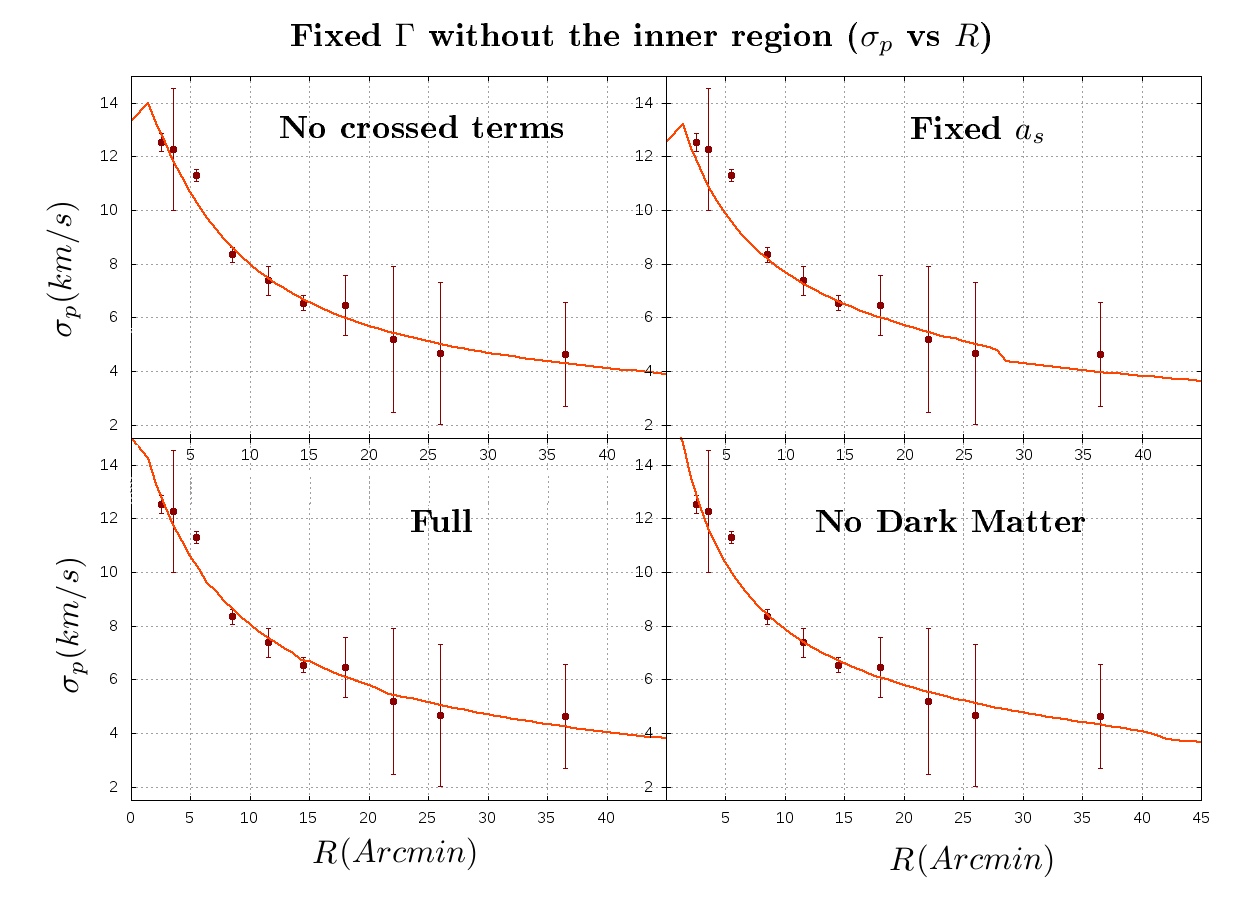 Fixed Γ without the inner region (σ_p vs R)
No crossed terms
Fixed a_s
σ_p(km/s)
14
12
10
8
6
4
2
14
12
10
8
6
4
2
5 10 15 20 25 30 35 40
5 10 15 20 25 30 35 40
Full
No Dark Matter
σ_p(km/s)
14
12
10
8
6
4
2
14
12
10
8
6
4
2
0 5 10 15 20 25 30 35 40
5 10 15 20 25 30 35 40 45
R(Arcmin)
R(Arcmin)